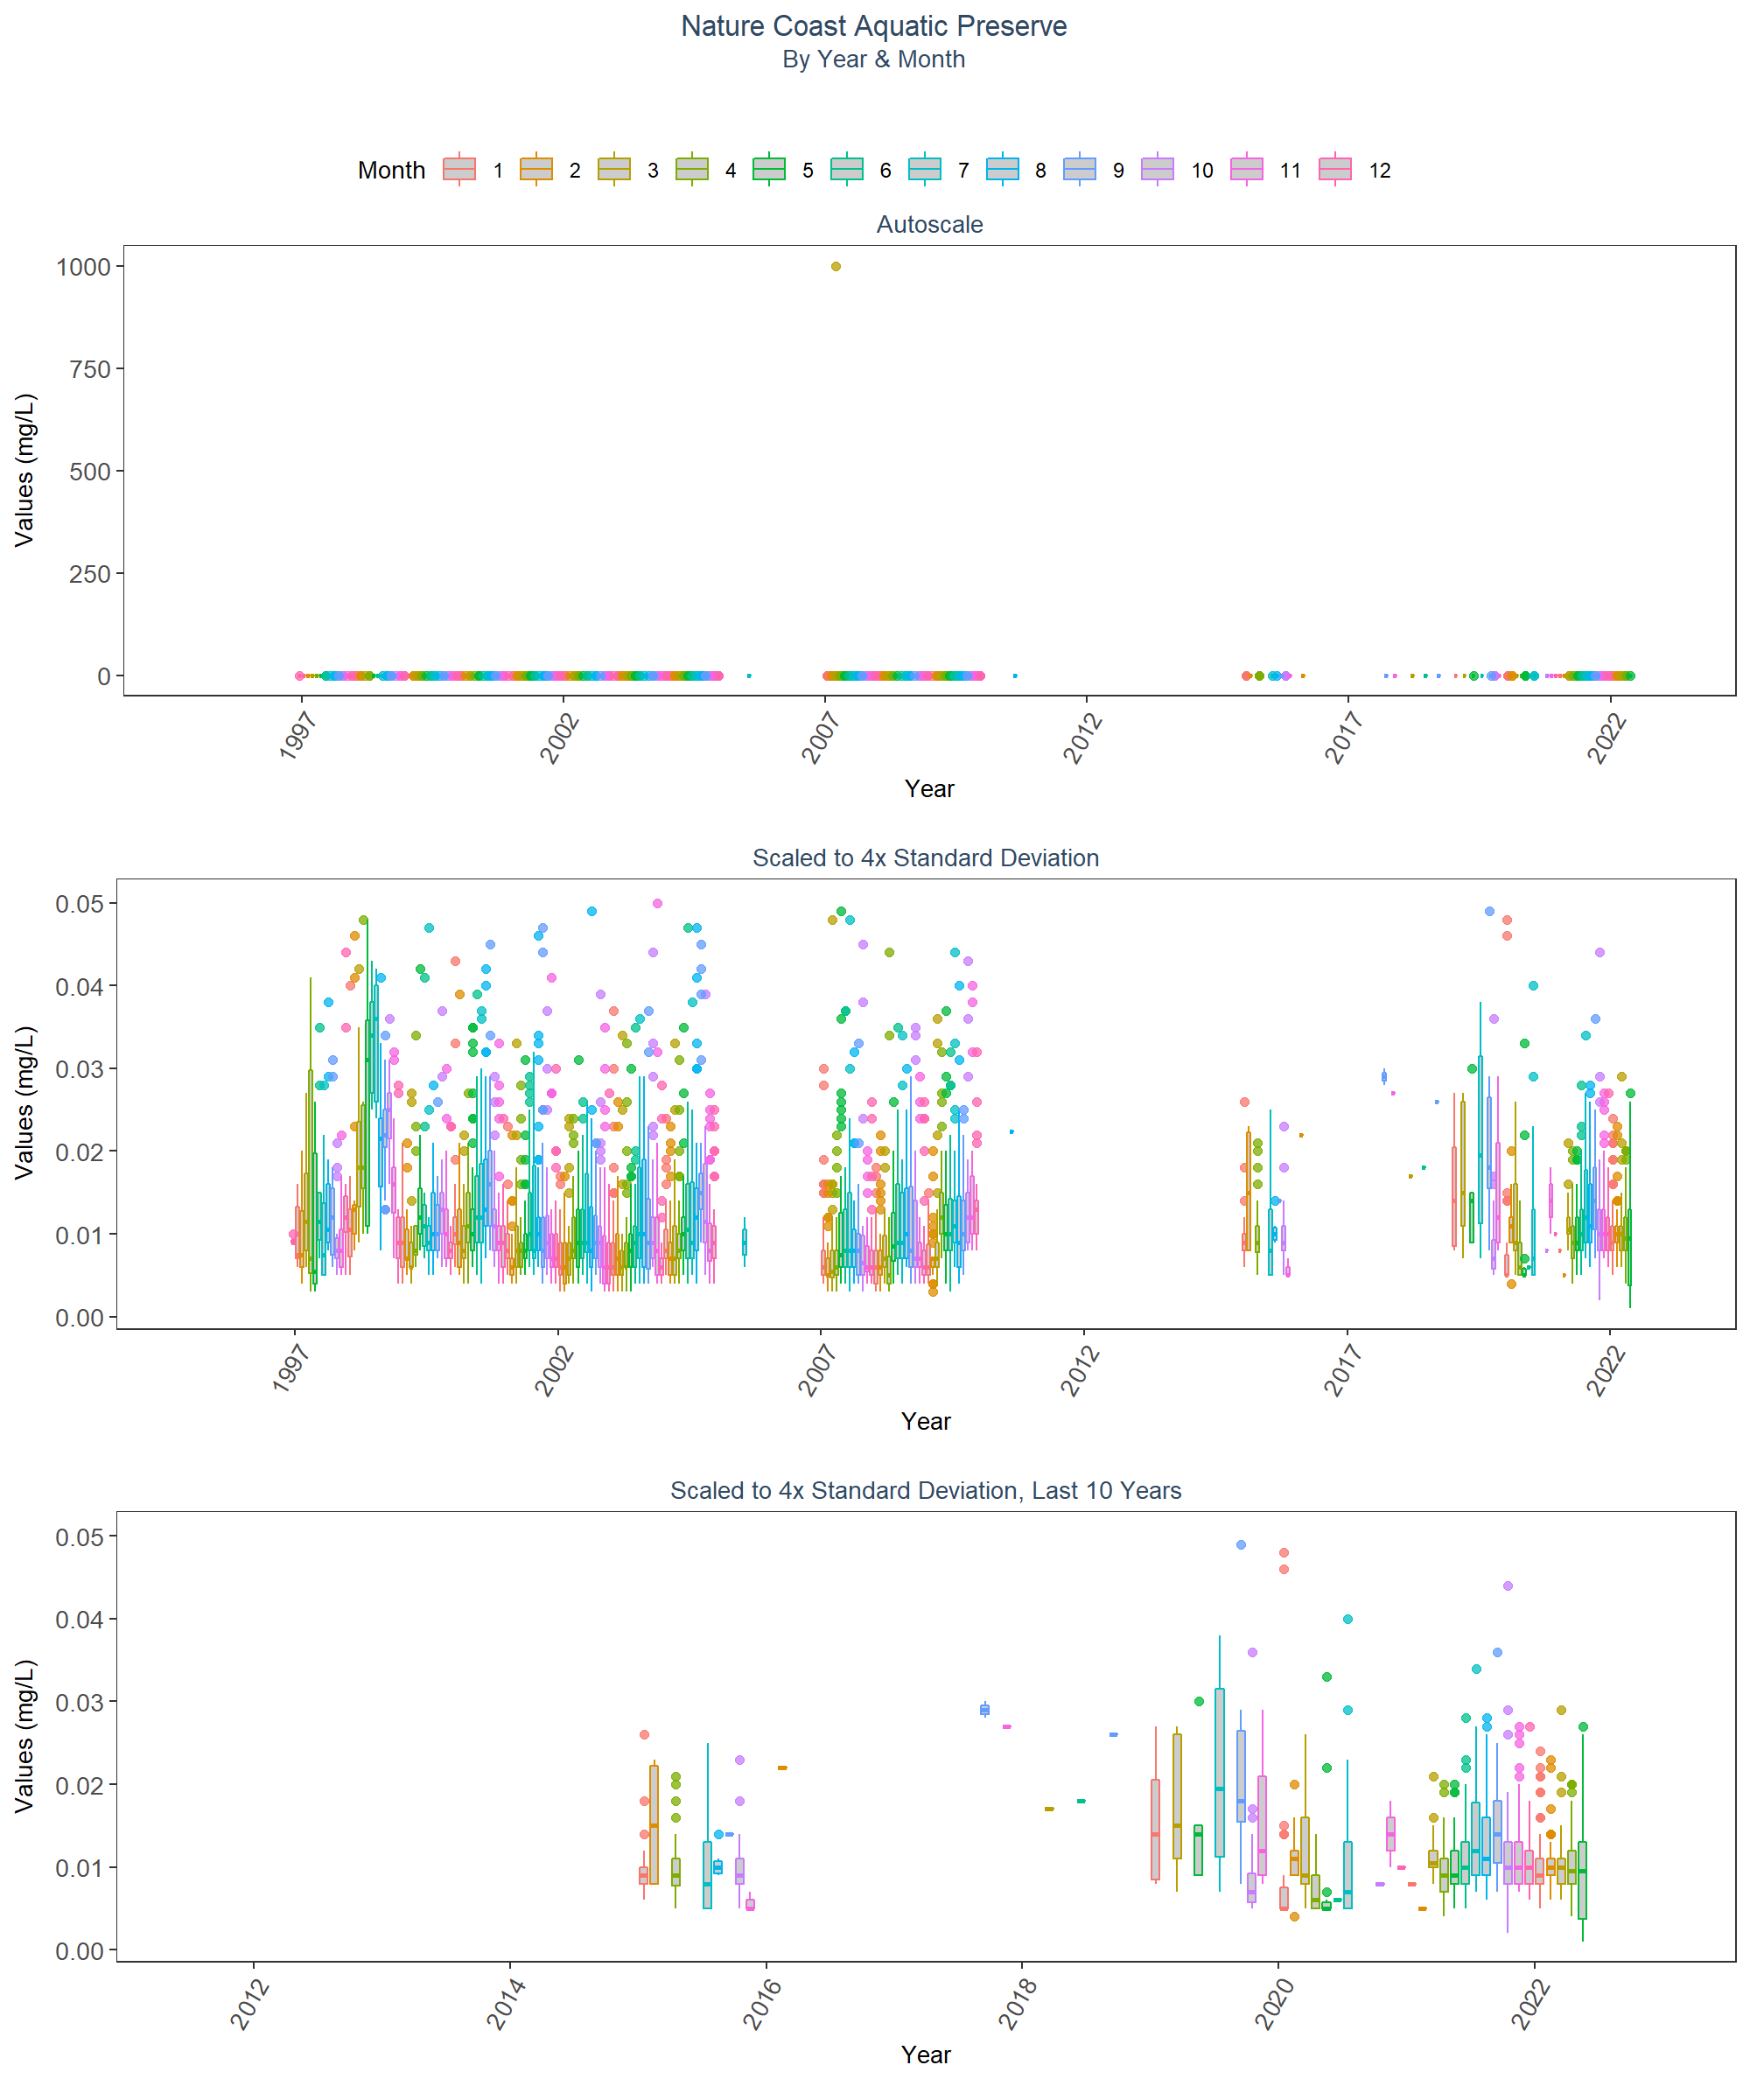 Nature Coast Aquatic Preserve
By Year & Month
Month 1 2 3 4 5 6 7 8 9 10 11 12
Autoscale
Values (mg/L)
1000
750
500
250
0
1997 2002 2007 2012 2017 2022
Year
Scaled to 4x Standard Deviation
Values (mg/L)
0.05
0.04
0.03
0.02
0.01
0.00
1997 2002 2007 2012 2017 2022
Year
Scaled to 4x Standard Deviation, Last 10 Years
Values (mg/L)
0.05
0.04
0.03
0.02
0.01
0.00
2012 2014 2016 2018 2020 2022
Year